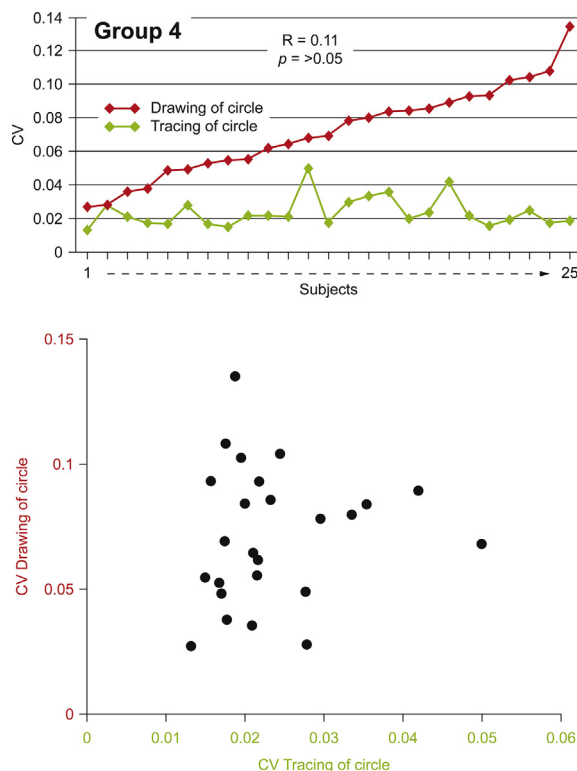 Group 4
R = 0.11
p = >0.05
Drawing of circle
Tracing of circle
CV
0.14
0.12
0.10
0.08
0.06
0.04
0.02
0
1
25
Subjects
CV Drawing of circle
0.15
0.1
0.05
0
0
0.01
0.02
0.03
0.04
0.05
0.06
CV Tracing of circle